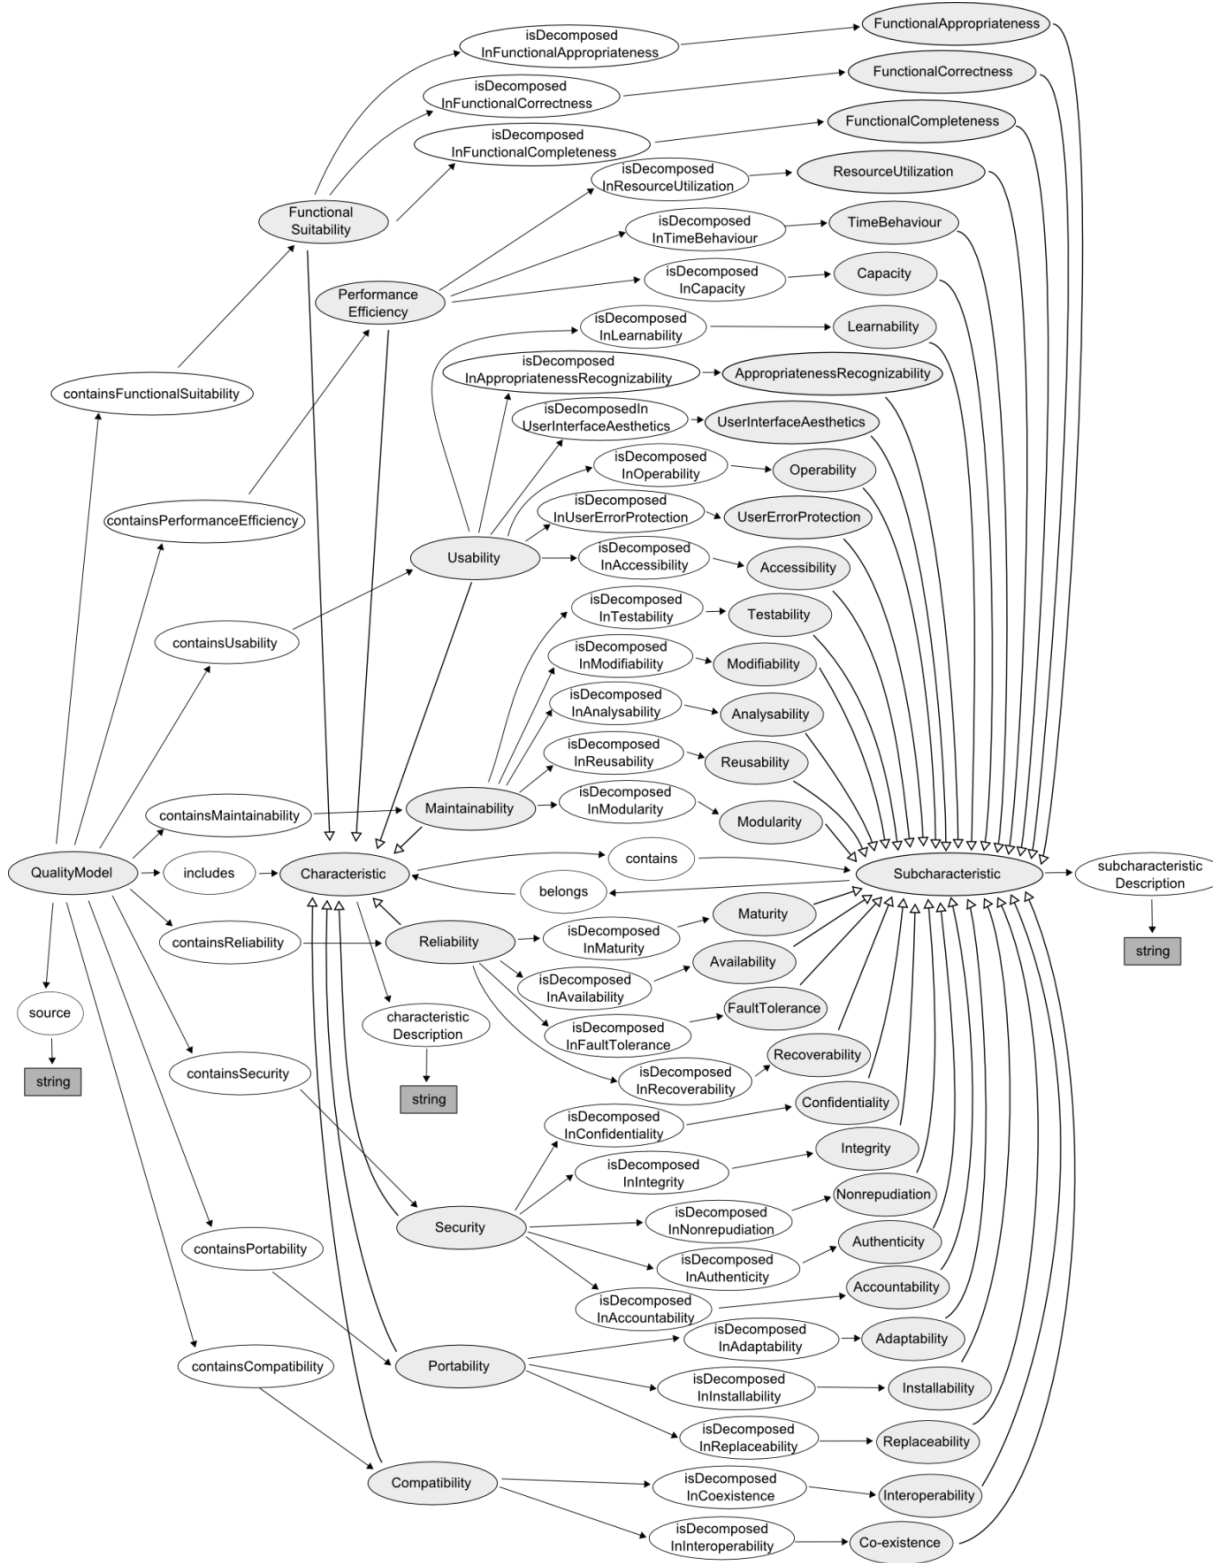 isDecomposed
InFunctionalAppropriateness
FunctionalAppropriateness
isDecomposed
InFunctionalCorrectness
FunctionalCorrectness
isDecomposed
InFunctionalCompleteness
FunctionalCompleteness
isDecomposed
InResourceUtilization
ResourceUtilization
Functional
Suitability
isDecomposed
InTimeBehaviour
TimeBehaviour
isDecomposed
InCapacity
Capacity
Performance
Efficiency
isDecomposed
InLearnability
Learnability
isDecomposed
InAppropriatenessRecognizability
AppropriatenessRecognizability
containsFunctionalSuitability
isDecomposedIn
UserInterfaceAesthetics
UserInterfaceAesthetics
isDecomposed
InOperability
Operability
containsPerformanceEfficiency
isDecomposed
InUserErrorProtection
UserErrorProtection
Usability
isDecomposed
InAccessibility
Accessibility
isDecomposed
InTestability
Testability
containsUsability
isDecomposed
InModifiability
Modifiability
isDecomposed
InAnalysability
Analysability
isDecomposed
InReusability
Reusability
containsMaintainability
Maintainability
isDecomposed
InModularity
Modularity
QualityModel
includes
Characteristic
contains
belongs
Subcharacteristic
subcharacteristic
Description
string
containsReliability
Reliability
isDecomposed
InMaturity
Maturity
isDecomposed
InAvailability
Availability
source
string
characteristic
Description
string
isDecomposed
InFaultTolerance
FaultTolerance
isDecomposed
InRecoverability
Recoverability
containsSecurity
isDecomposed
InConfidentiality
Confidentiality
isDecomposed
InIntegrity
Integrity
Security
isDecomposed
InNonrepudiation
Nonrepudiation
containsPortability
isDecomposed
InAuthenticity
Authenticity
isDecomposed
InAccountability
Accountability
isDecomposed
InAdaptability
Adaptability
containsCompatibility
Portability
isDecomposed
InInstallability
Installability
isDecomposed
InReplaceability
Replaceability
Compatibility
isDecomposed
InCoexistence
Interoperability
isDecomposed
InInteroperability
Co-existence